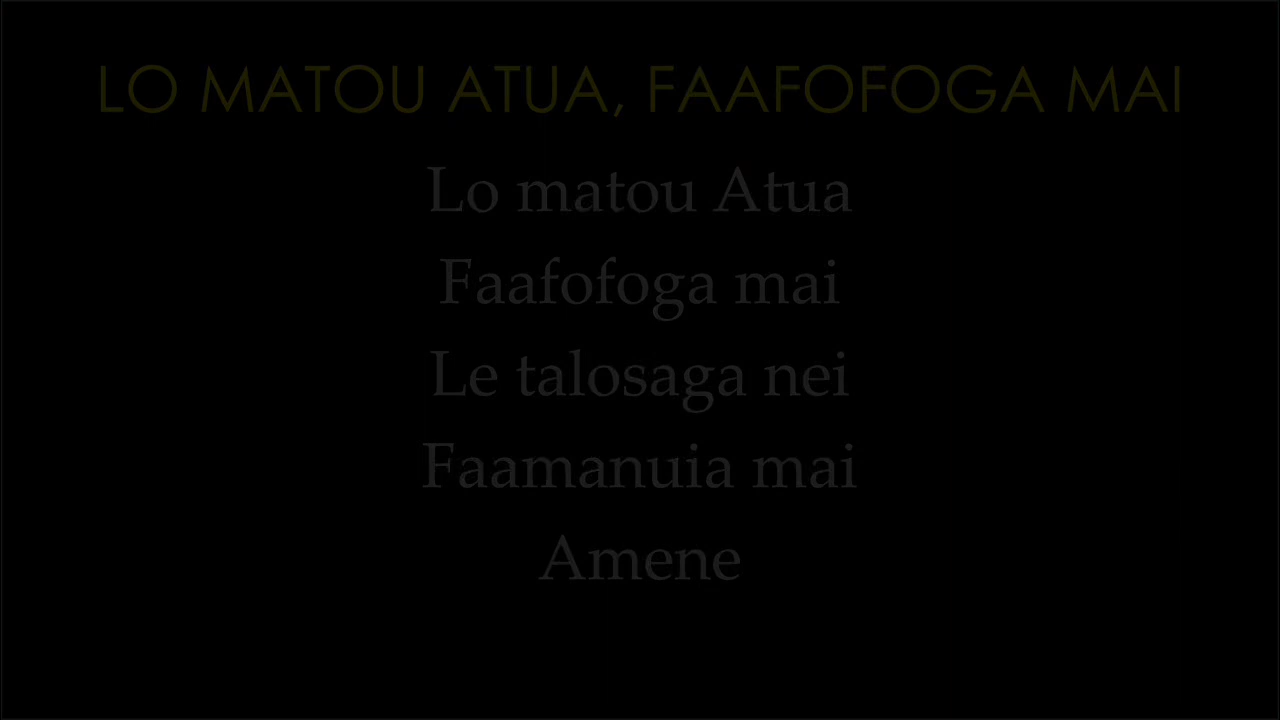 LO MATOU ATUA, FAAFOFOGA MAI
Lo matou Atua
Faafofoga mai
Le talosaga nei
Faamanuia mai
Amene